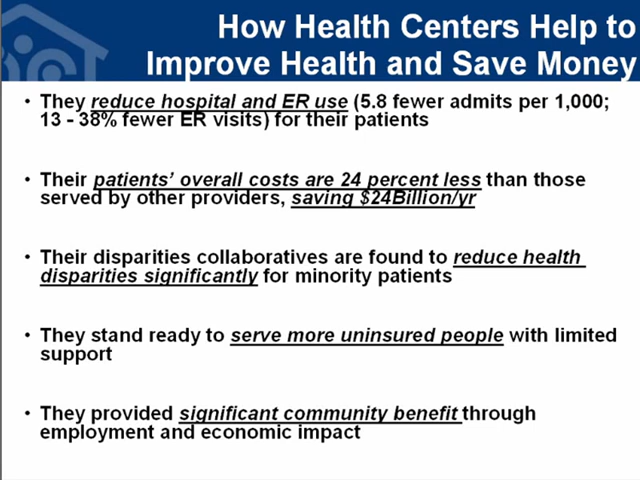 How Health Centers Help to
Improve Health and Save Money
• They reduce hospital and ER use (5.8 fewer admits per 1,000;
13 - 38% fewer ER visits) for their patients
• Their patients’ overall costs are 24 percent less than those
served by other providers, saving $24Billion/yr
• Their disparities collaboratives are found to reduce health
disparities significantly for minority patients
• They stand ready to serve more uninsured people with limited
support
• They provided significant community benefit through
employment and economic impact